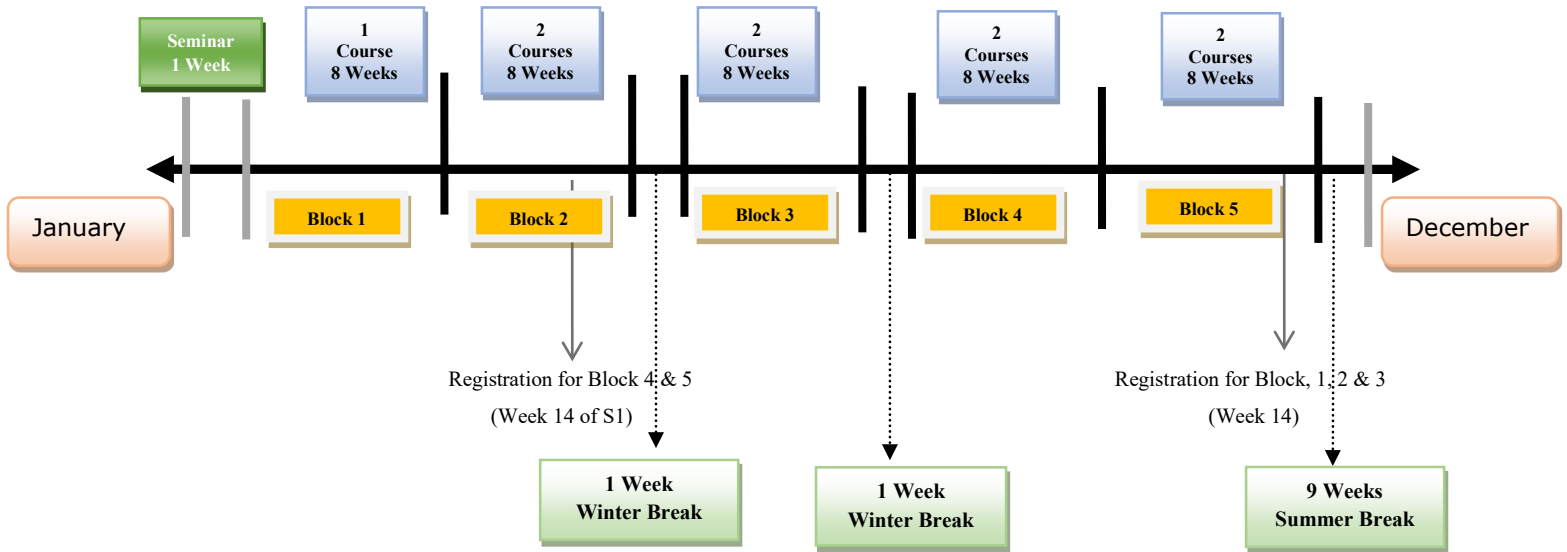 Seminar
1 Week
1
Course
8 Weeks
2
Courses
8 Weeks
2
Courses
8 Weeks
2
Courses
8 Weeks
2
Courses
8 Weeks
January
Block 1
Block 2
Block 3
Block 4
Block 5
December
Registration for Block 4 & 5
(Week 14 of S1)
Registration for Block, 1, 2 & 3
(Week 14)
1 Week
Winter Break
1 Week
Winter Break
9 Weeks
Summer Break